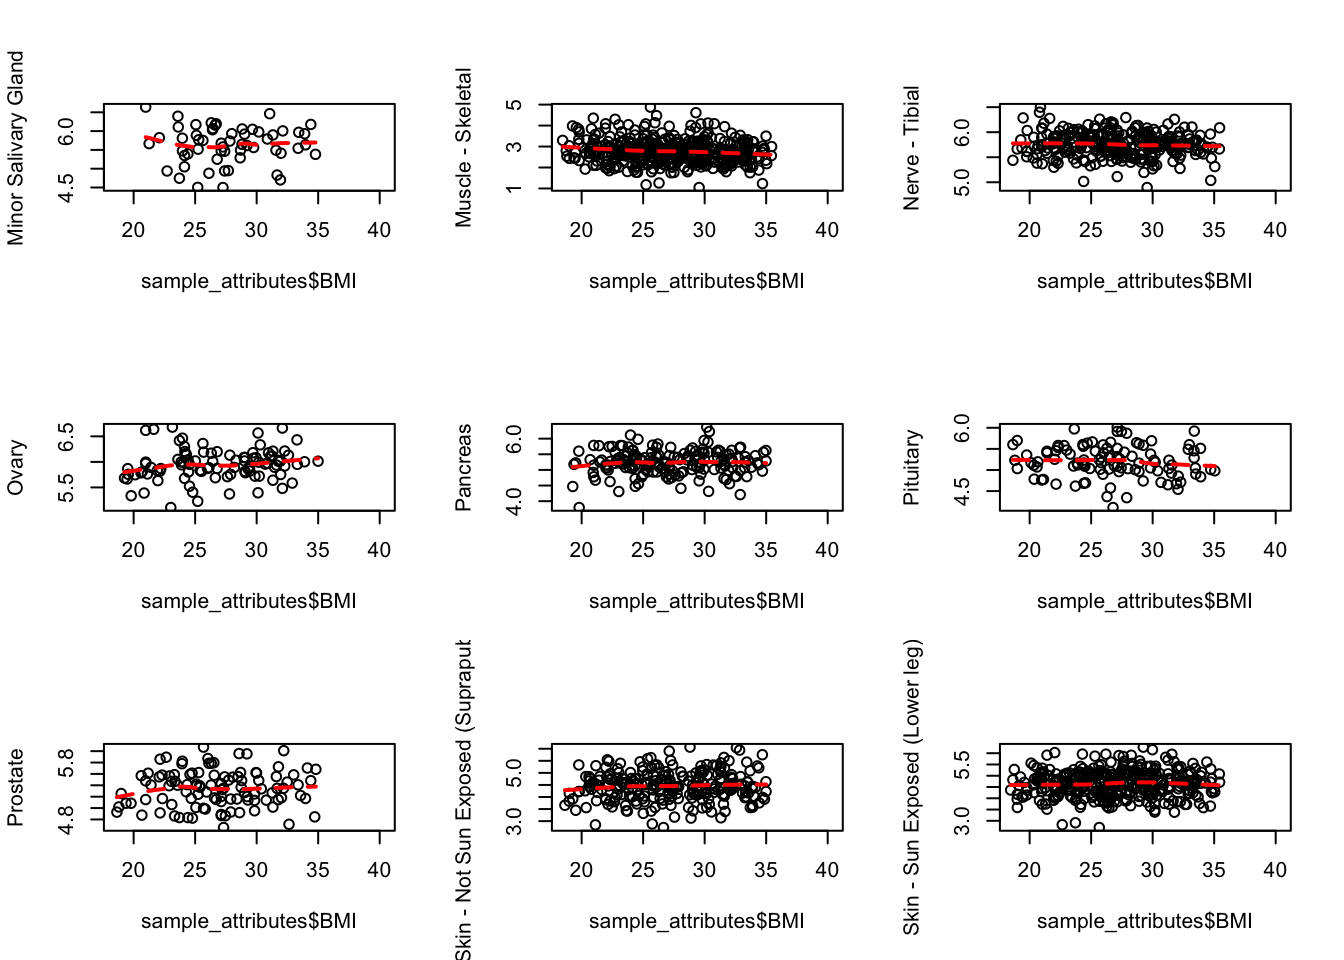 Minor Salivary Gland
6.0
4.5
20 25 30 35 40
sample_attributes$BMI
Muscle - Skeletal
5
3
1
20 25 30 35 40
sample_attributes$BMI
Nerve - Tibial
6.0
5.0
20 25 30 35 40
sample_attributes$BMI
Ovary
6.5
5.5
20 25 30 35 40
sample_attributes$BMI
Pancreas
6.0
4.0
20 25 30 35 40
sample_attributes$BMI
Pituitary
6.0
4.5
20 25 30 35 40
sample_attributes$BMI
Prostate
5.8
4.8
20 25 30 35 40
sample_attributes$BMI
Skin - Not Sun Exposed (Suprapub
5.0
3.0
20 25 30 35 40
sample_attributes$BMI
Skin - Sun Exposed (Lower leg)
5.5
3.0
20 25 30 35 40
sample_attributes$BMI